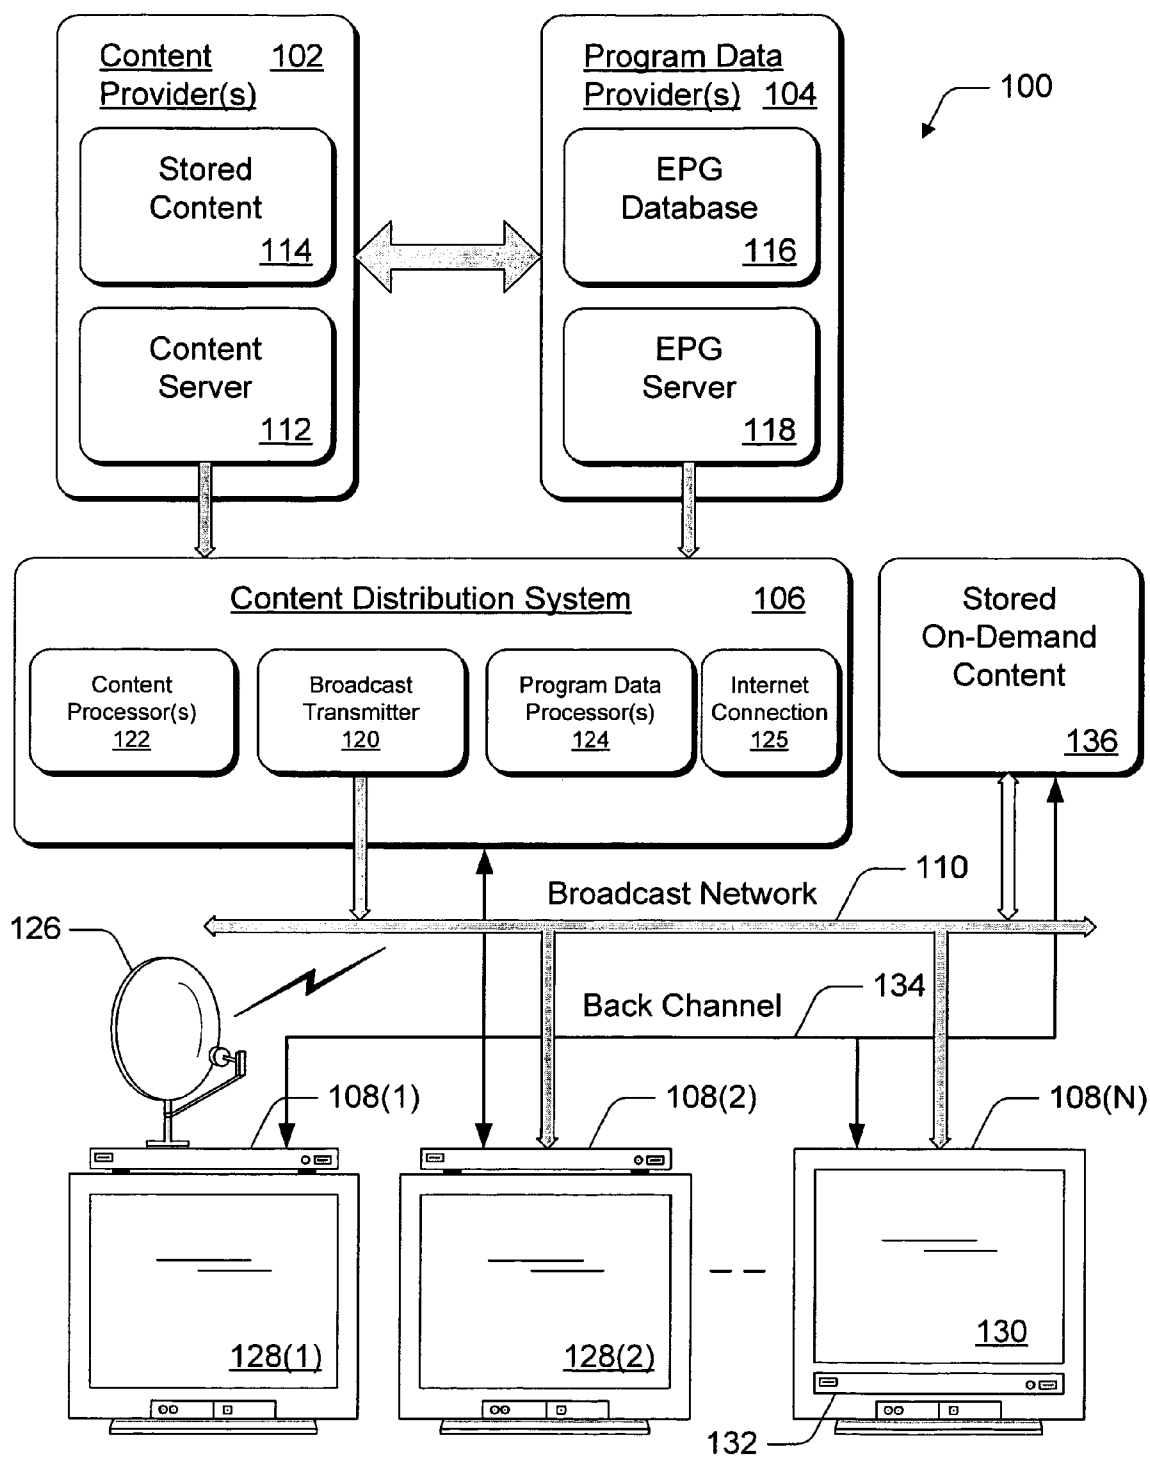 Content 102
Provider(s)
Stored
Content
114
Content
Server
112
Program Data
Provider(s) 104
EPG
Database
116
EPG
Server
118
100
Content Distribution System 106
Content
Processor(s)
122
Broadcast
Transmitter
120
Program Data
Processor(s)
124
Internet
Connection
125
Stored
On-Demand
Content
136
110
Broadcast Network
126
134
Back Channel
108(1)
108(2)
108(N)
128(1)
128(2)
130
132